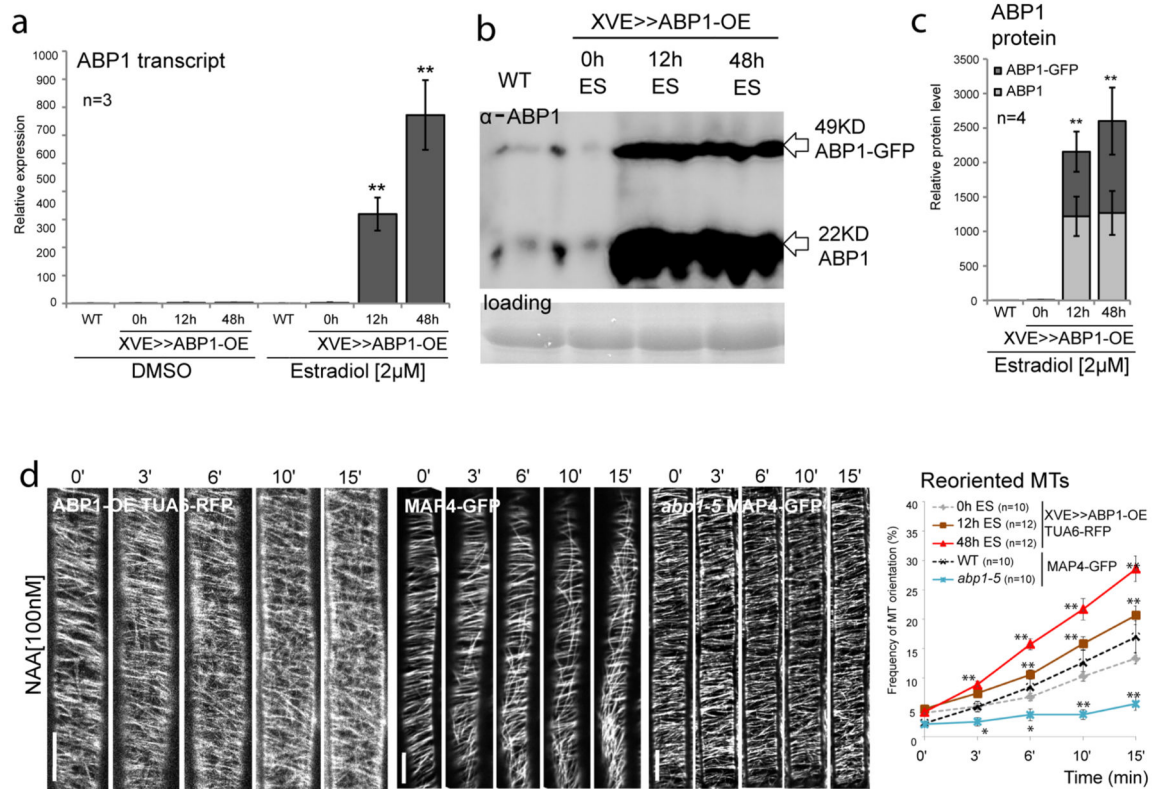 a
ABP1 transcript
n=3
Relative expression
1000
900
800
700
600
500
400
300
200
100
0
**
**
WT 0h 12h 48h WT 0h 12h 48h
XVE>>ABP1-OE XVE>>ABP1-OE
DMSO Estradiol [2µM]
b
XVE>>ABP1-OE
WT 0h 12h 48h
ES ES ES
α-ABP1
49KD
ABP1-GFP
22KD
ABP1
loading
c
ABP1
protein
ABP1-GFP
ABP1
n=4
Relative protein level
3500
3000
2500
2000
1500
1000
500
0
**
**
WT 0h 12h 48h
XVE>>ABP1-OE
Estradiol [2µM]
d
0' 3' 6' 10' 15' 0' 3' 6' 10' 15' 0' 3' 6' 10' 15'
ABP1-OE TUA6-RFP MAP4-GFP abp1-5 MAP4-GFP
NAA[100nM]
Reoriented MTs
0h ES (n=10)
12h ES (n=12)
48h ES (n=12)
XVE>>ABP1-OE
TUA6-RFP
WT (n=10)
abp1-5 (n=10)
MAP4-GFP
Frequency of MT orientation (%)
40
30
30
20
15
10
5
0
** ** ** **
** ** **
* * ** **
0' 3' 6' 10' 15'
Time (min)